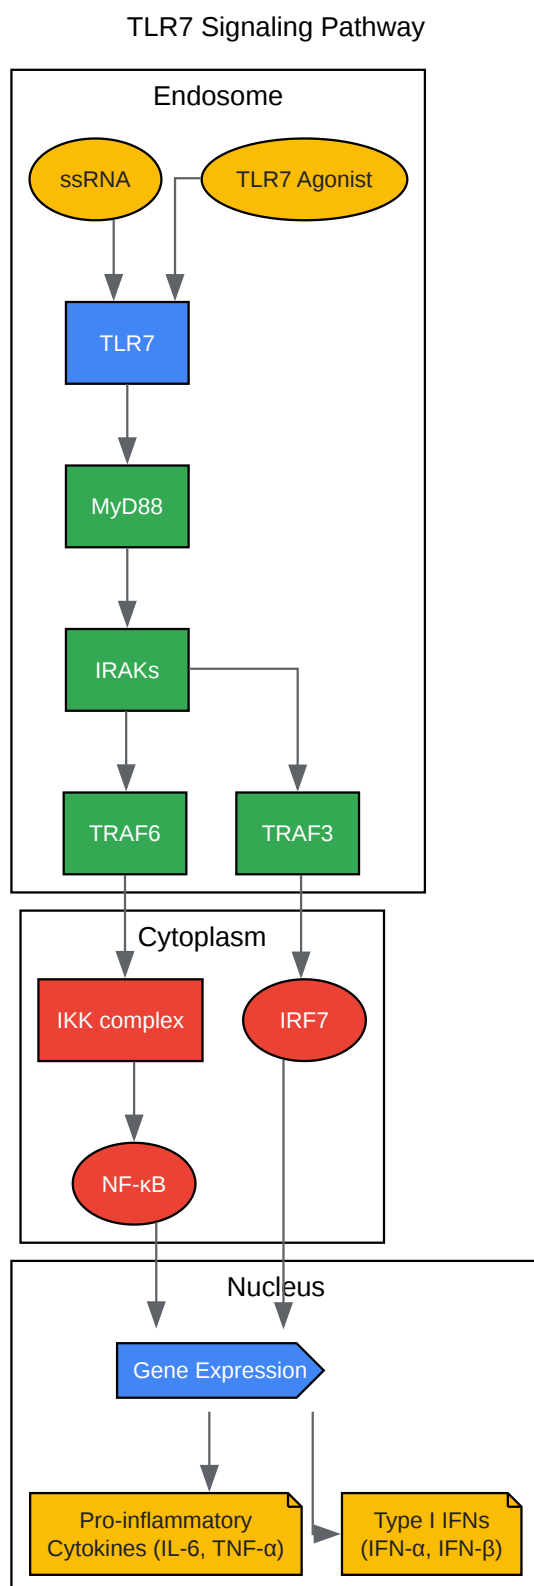 TLR7 Signaling Pathway
Endosome
ssRNA
TLR7 Agonist
TLR7
MyD88
IRAKs
TRAF6
TRAF3
Cytoplasm
IKK complex
IRF7
NF-κB
Nucleus
Gene Expression
Pro-inflammatory
Cytokines (IL-6, TNF-α)
Type I IFNs
(IFN-α, IFN-β)